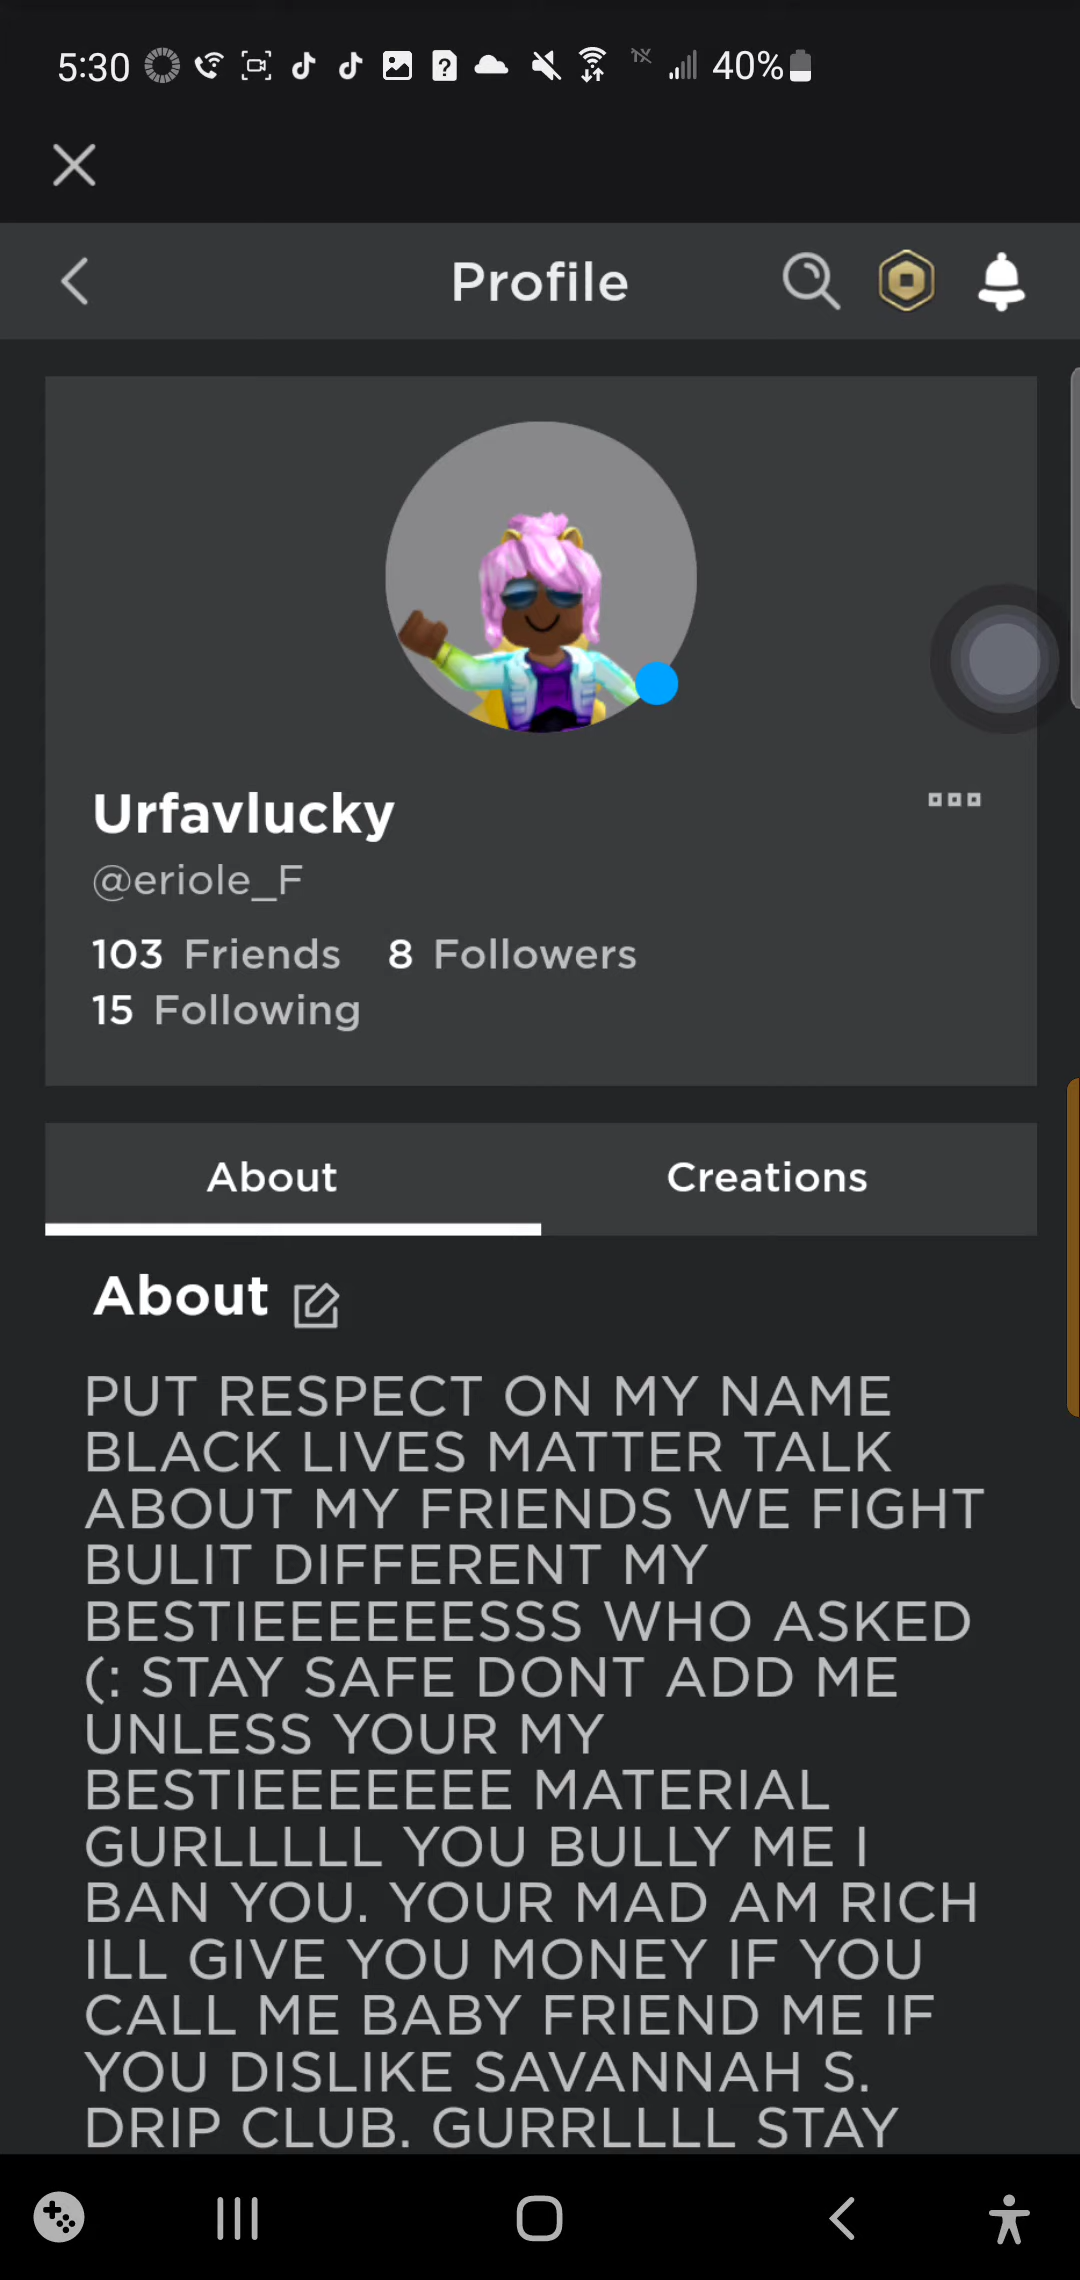 5:30 40%
Profile
Urfavlucky
@eriole_F
103 Friends 8 Followers
15 Following
About Creations
About
PUT RESPECT ON MY NAME
BLACK LIVES MATTER TALK
ABOUT MY FRIENDS WE FIGHT
BULIT DIFFERENT MY
BESTIEEEEEESSS WHO ASKED
(: STAY SAFE DONT ADD ME
UNLESS YOUR MY
BESTIEEEEEEE MATERIAL
GURLLLLL YOU BULLY ME I
BAN YOU. YOUR MAD AM RICH
ILL GIVE YOU MONEY IF YOU
CALL ME BABY FRIEND ME IF
YOU DISLIKE SAVANNAH S.
DRIP CLUB. GURRLLLL STAY